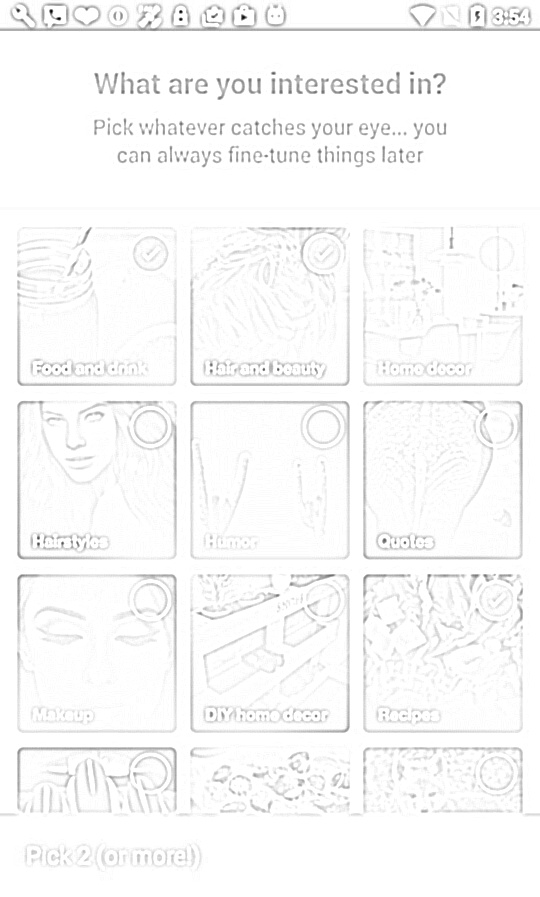 3:54
What are you interested in?
Pick whatever catches your eye... you
can always fine-tune things later
Food and drink
Hair and beauty
Home decor
Hairstyles
Humor
Quotes
Makeup
DIY home decor
Recipes
Pick 2 (or more!)